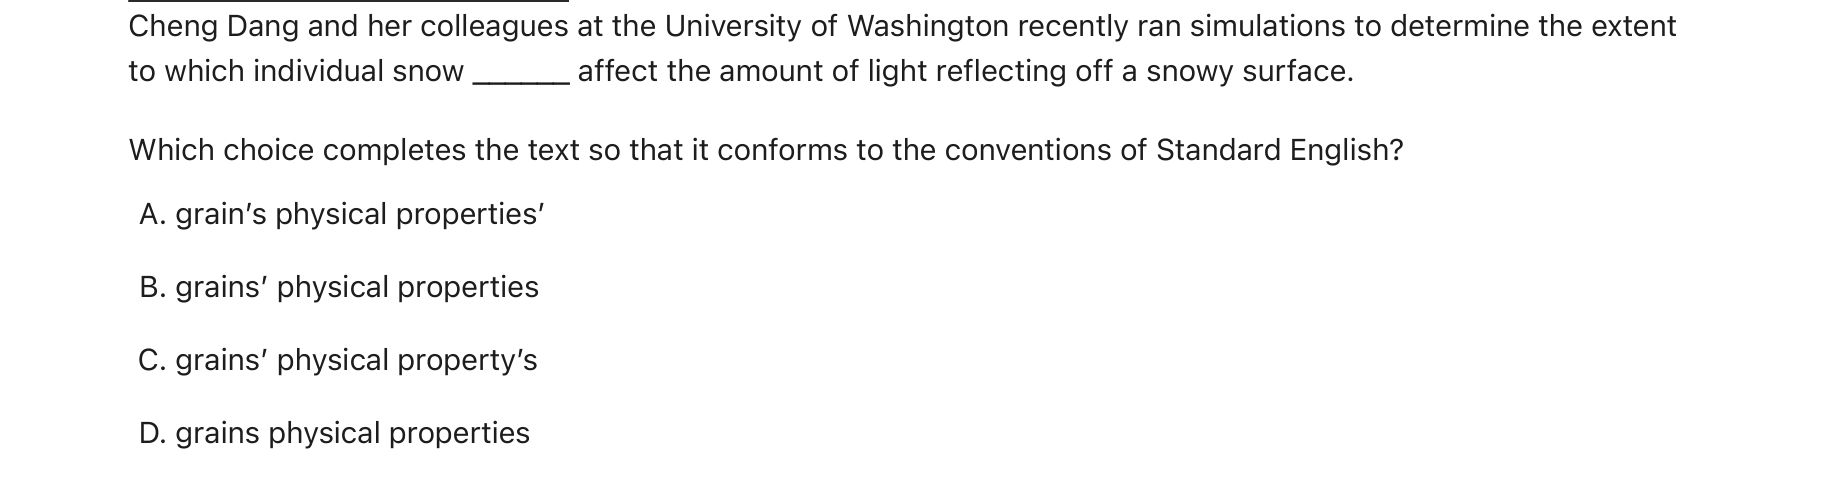 Cheng Dang and her colleagues at the University of Washington recently ran simulations to determine the extent
to which individual snow ______ affect the amount of light reflecting off a snowy surface.
Which choice completes the text so that it conforms to the conventions of Standard English?
A. grain’s physical properties’
B. grains’ physical properties
C. grains’ physical property’s
D. grains physical properties